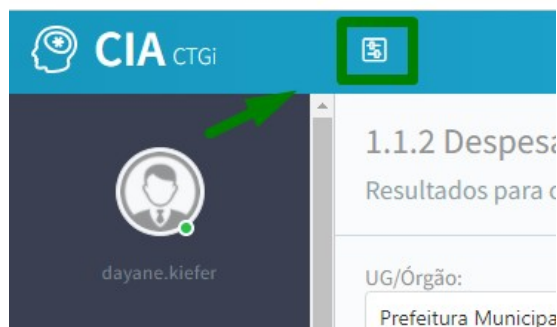 CIA CTGi
1.1.2 Despesa
Resultados para
dayane.kiefer
UG/Órgão:
Prefeitura Municipa